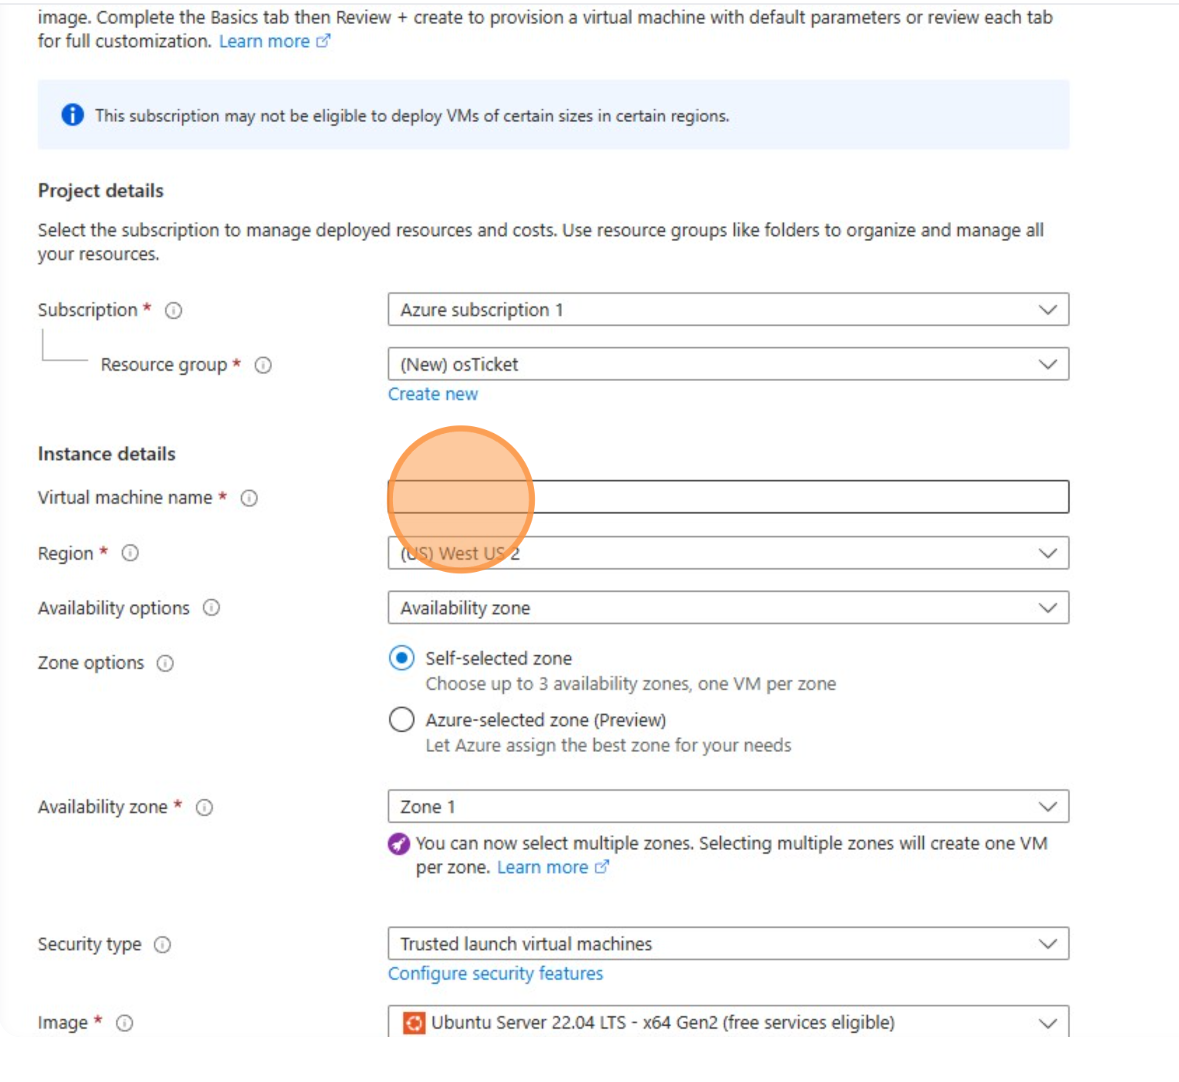 image. Complete the Basics tab then Review + create to provision a virtual machine with default parameters or review each tab
for full customization. Learn more
This subscription may not be eligible to deploy VMs of certain sizes in certain regions.
Project details
Select the subscription to manage deployed resources and costs. Use resource groups like folders to organize and manage all
your resources.
Subscription *
Azure subscription 1
Resource group *
(New) osTicket
Create new
Instance details
Virtual machine name *
Region *
(US) West US 2
Availability options
Availability zone
Zone options
Self-selected zone
Choose up to 3 availability zones, one VM per zone
Azure-selected zone (Preview)
Let Azure assign the best zone for your needs
Availability zone *
Zone 1
You can now select multiple zones. Selecting multiple zones will create one VM
per zone. Learn more
Security type
Trusted launch virtual machines
Configure security features
Image *
Ubuntu Server 22.04 LTS - x64 Gen2 (free services eligible)